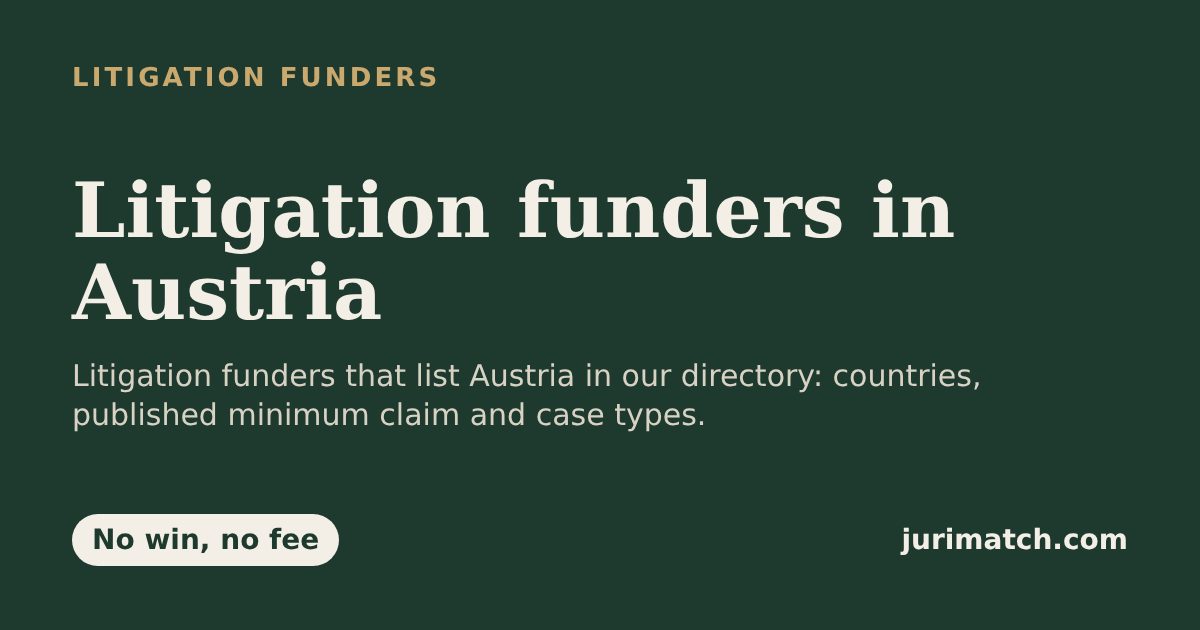 LITIGATION FUNDERS
Litigation funders in
Austria
Litigation funders that list Austria in our directory: countries,
published minimum claim and case types.
No win, no fee
jurimatch.com